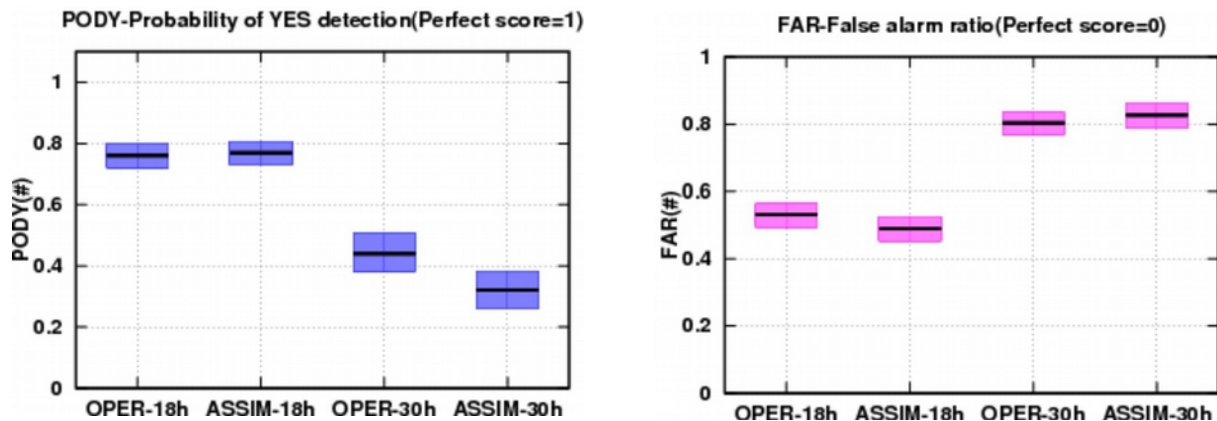 PODY-Probability of YES detection(Perfect score=1)
1
0.8
0.6
0.4
0.2
0
PODY(#)
OPER-18h ASSIM-18h OPER-30h ASSIM-30h
FAR-False alarm ratio(Perfect score=0)
1
0.8
0.6
0.4
0.2
0
FAR(#)
OPER-18h ASSIM-18h OPER-30h ASSIM-30h